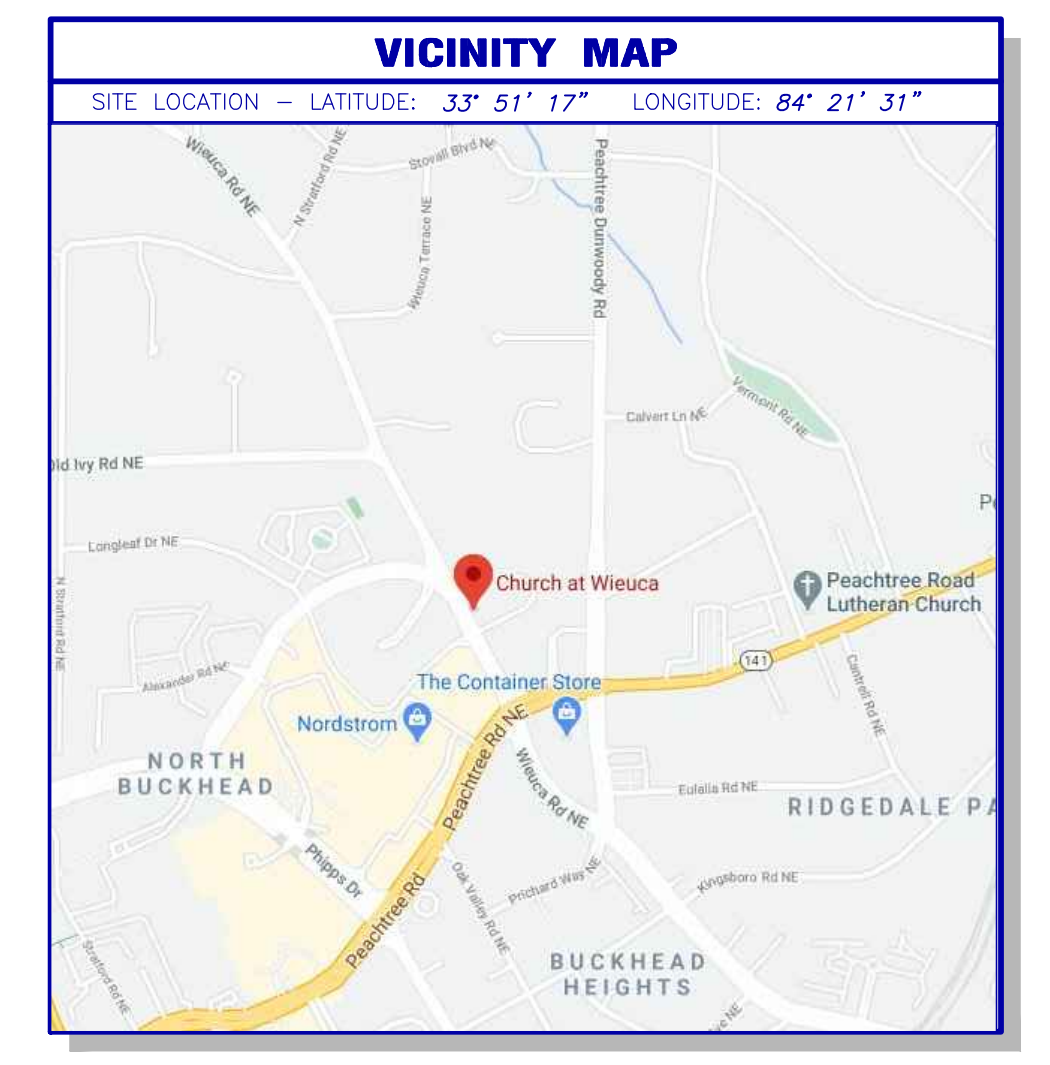 VICINITY MAP
SITE LOCATION – LATITUDE: 33° 51' 17" LONGITUDE: 84° 21' 31"
Wieuca Rd NE
N Stratford Rd NE
Stovall Blvd NE
Wieuca Terrace NE
Peachtree Dunwoody Rd
Calvert Ln NE
Vermont Rd NE
ld Ivy Rd NE
Longleaf Dr NE
N Stratford Rd NE
Church at Wieuca
Peachtree Road
Lutheran Church
141
Alexander Rd NE
The Container Store
Nordstrom
Peachtree Rd NE
Cantrell Rd NE
NORTH
BUCKHEAD
Wieuca Rd NE
Eulalia Rd NE
RIDGEDALE PA
Phipps Dr
Peachtree Rd
Oak Valley Rd NE
Prichard Way NE
Kingsboro Rd NE
Stratford Rd NE
BUCKHEAD
HEIGHTS